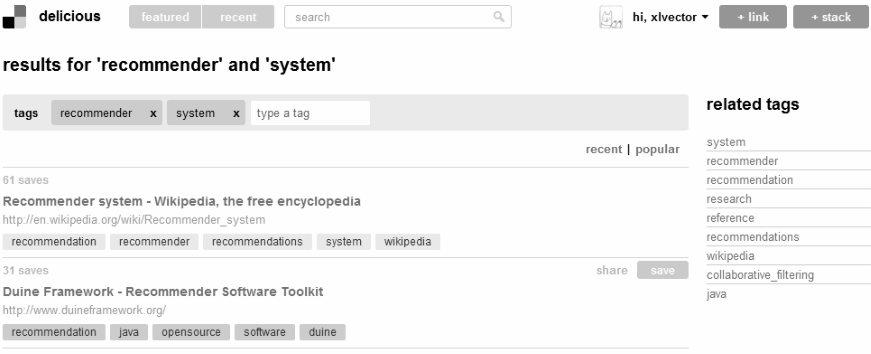 delicious featured recent search hi, xlvector + link + stack
results for 'recommender' and 'system'
tags recommender x system x type a tag
recent | popular
61 saves
Recommender system - Wikipedia, the free encyclopedia
http://en.wikipedia.org/wiki/Recommender_system
recommendation recommender recommendations system wikipedia
31 saves share save
Duine Framework - Recommender Software Toolkit
http://www.duineframework.org/
recommendation java opensource software duine
related tags
system
recommender
recommendation
research
reference
recommendations
wikipedia
collaborative_filtering
java